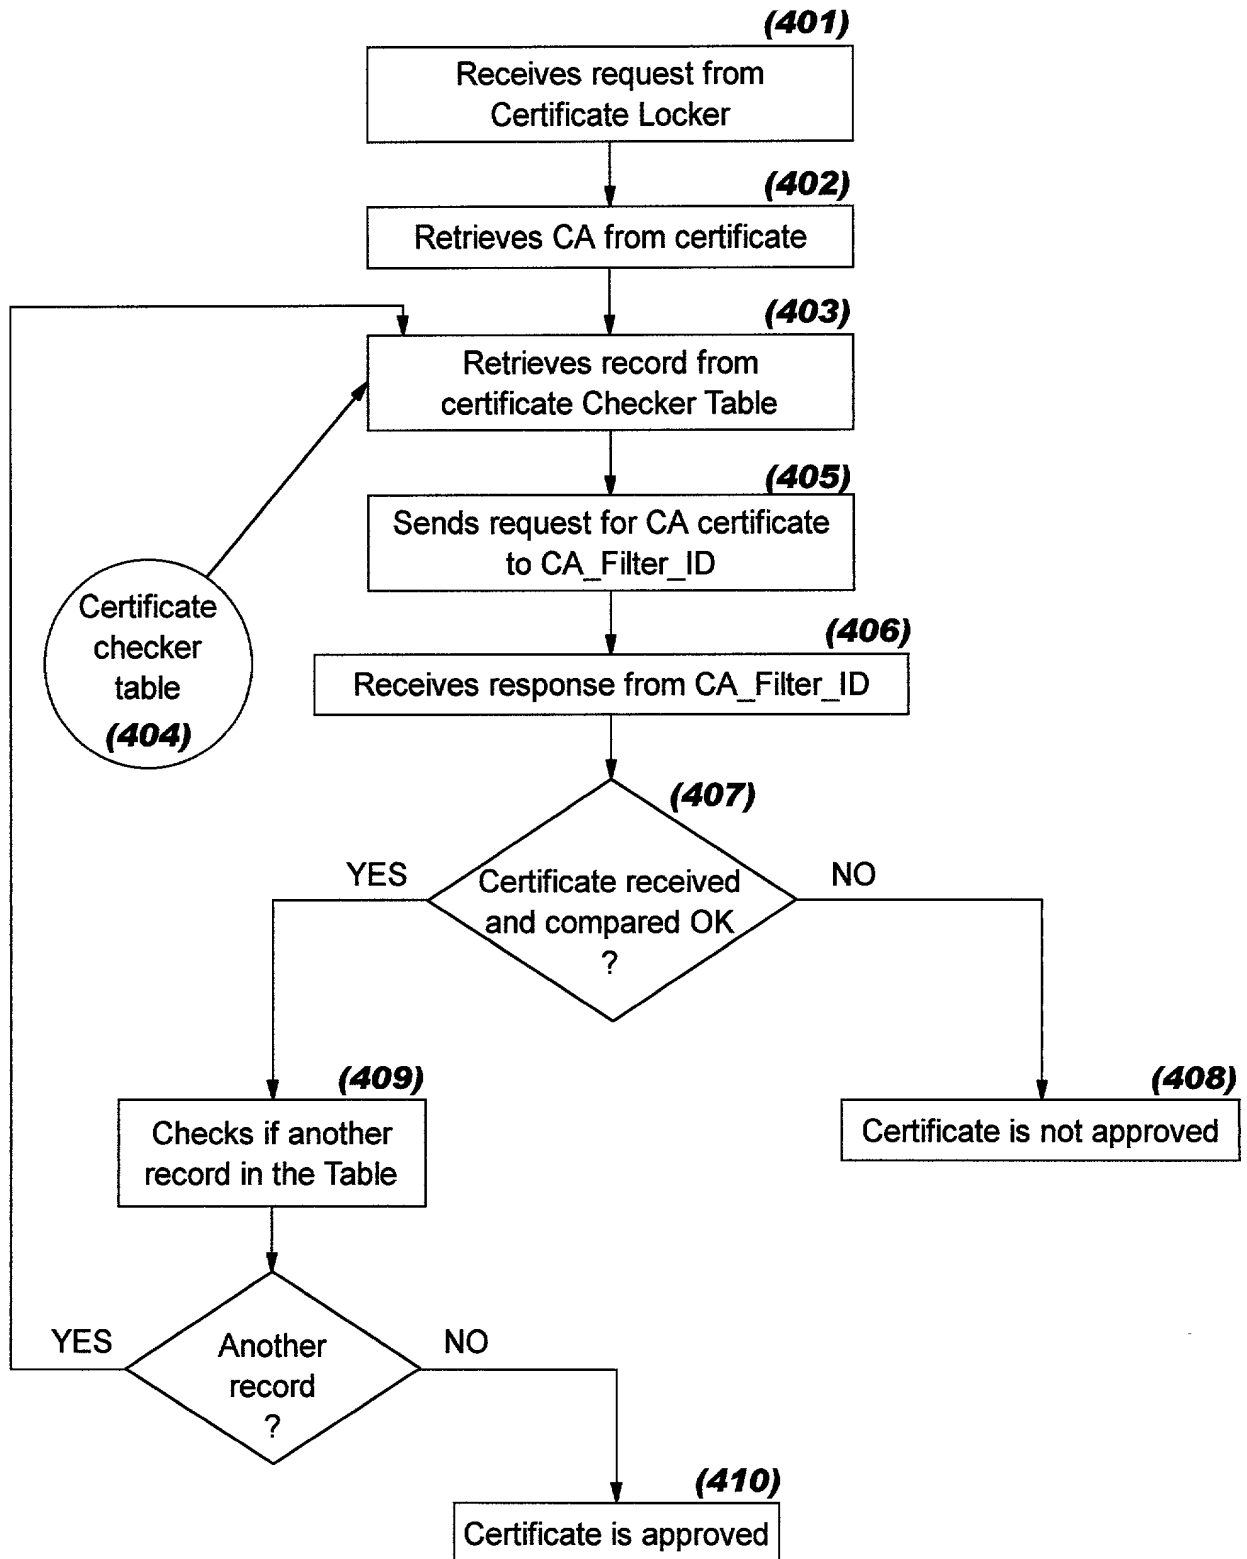 (401)
Receives request from
Certificate Locker
(402)
Retrieves CA from certificate
(403)
Retrieves record from
certificate Checker Table
(405)
Sends request for CA certificate
to CA_Filter_ID
Certificate
checker
table
(404)
(406)
Receives response from CA_Filter_ID
(407)
YES
NO
Certificate received
and compared OK
?
(409)
Checks if another
record in the Table
(408)
Certificate is not approved
YES
NO
Another
record
?
(410)
Certificate is approved